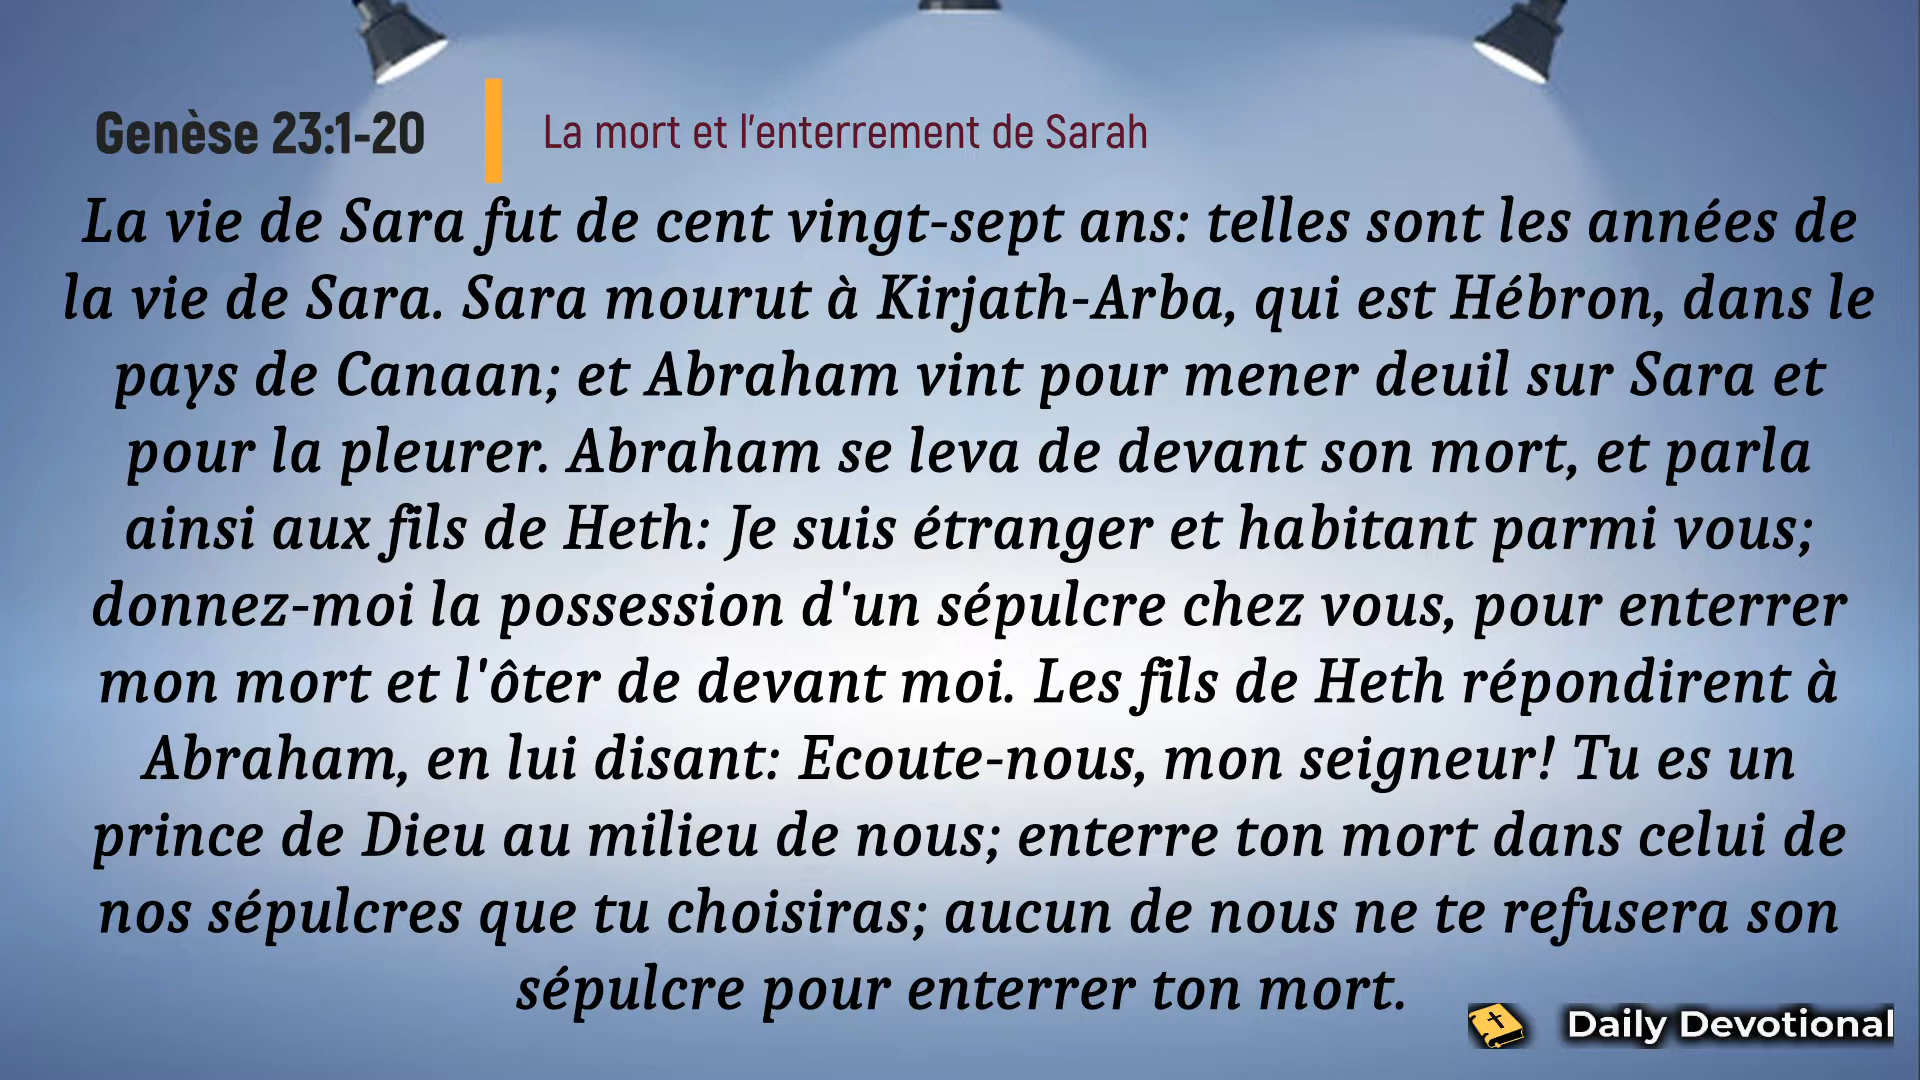 Genèse 23:1-20
La mort et l'enterrement de Sarah
La vie de Sara fut de cent vingt-sept ans: telles sont les années de
la vie de Sara. Sara mourut à Kirjath-Arba, qui est Hébron, dans le
pays de Canaan; et Abraham vint pour mener deuil sur Sara et
pour la pleurer. Abraham se leva de devant son mort, et parla
ainsi aux fils de Heth: Je suis étranger et habitant parmi vous;
donnez-moi la possession d'un sépulcre chez vous, pour enterrer
mon mort et l'ôter de devant moi. Les fils de Heth répondirent à
Abraham, en lui disant: Ecoute-nous, mon seigneur! Tu es un
prince de Dieu au milieu de nous; enterre ton mort dans celui de
nos sépulcres que tu choisiras; aucun de nous ne te refusera son
sépulcre pour enterrer ton mort.
Daily Devotional